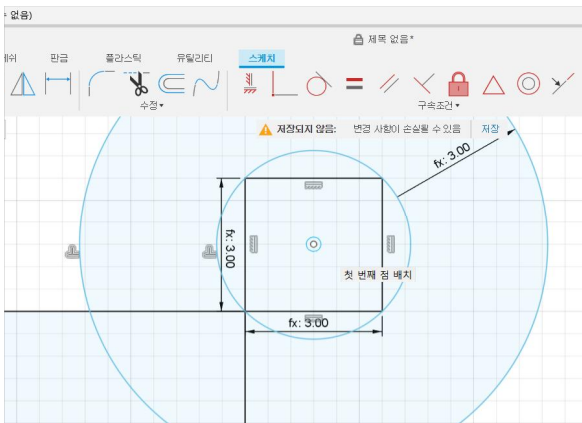 수 없음)
제목 없음*
메쉬 판금 플라스틱 유틸리티 스케치
수정▾ 구속조건▾
저장되지 않음: 변경 사항이 손실될 수 있음 저장
fx: 3.00
fx: 3.00
첫 번째 점 배치
fx: 3.00